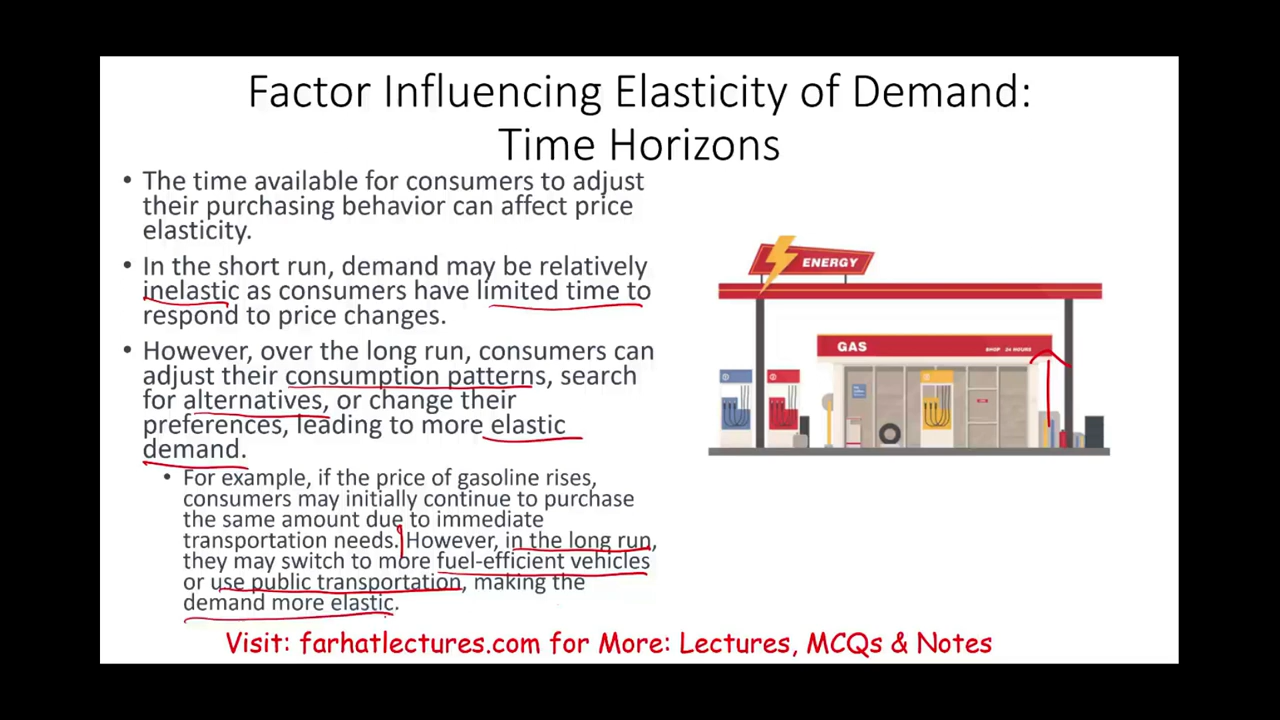 Factor Influencing Elasticity of Demand:
Time Horizons
• The time available for consumers to adjust
their purchasing behavior can affect price
elasticity.
• In the short run, demand may be relatively
inelastic as consumers have limited time to
respond to price changes.
• However, over the long run, consumers can
adjust their consumption patterns, search
for alternatives, or change their
preferences, leading to more elastic
demand.
• For example, if the price of gasoline rises,
consumers may initially continue to purchase
the same amount due to immediate
transportation needs. However, in the long run,
they may switch to more fuel-efficient vehicles
or use public transportation, making the
demand more elastic.
ENERGY
GAS
SHOP 24 HOURS
Visit: farhatlectures.com for More: Lectures, MCQs & Notes